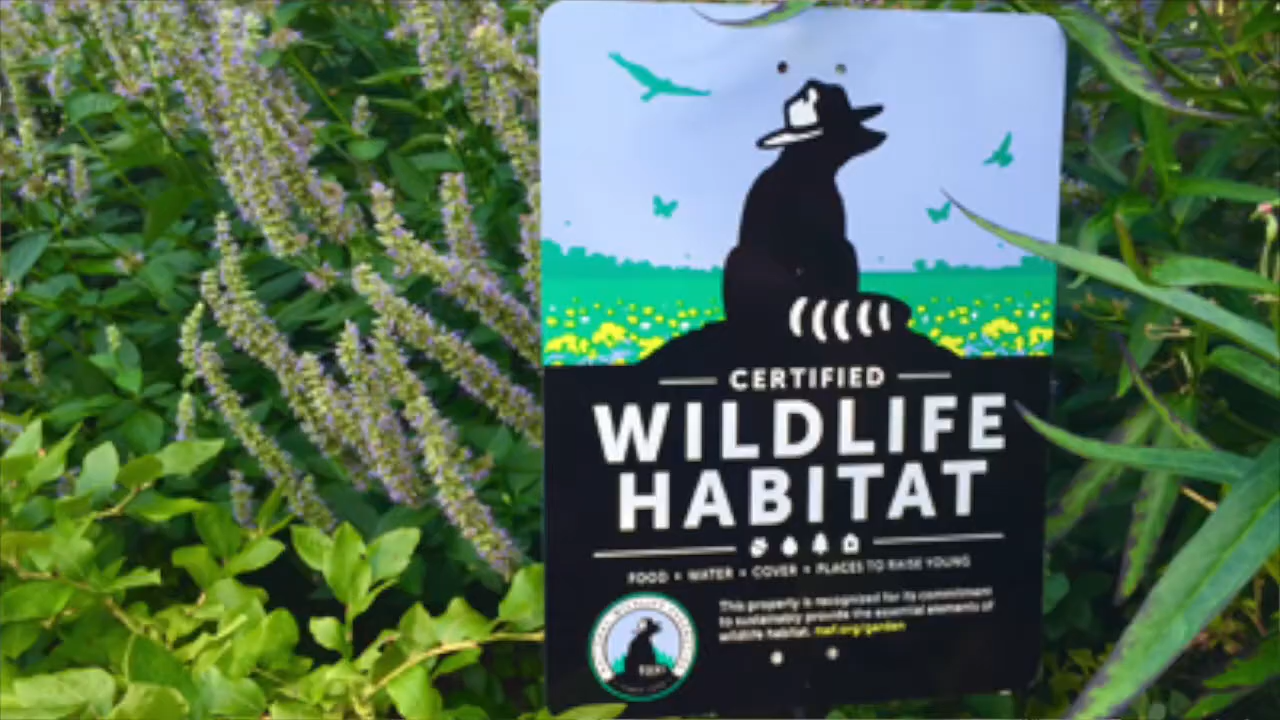 CERTIFIED
WILDLIFE
HABITAT
FOOD • WATER • COVER • PLACES TO RAISE YOUNG
This property is recognized for its commitment
to sustainably provide the essential elements of
wildlife habitat. nwf.org/garden